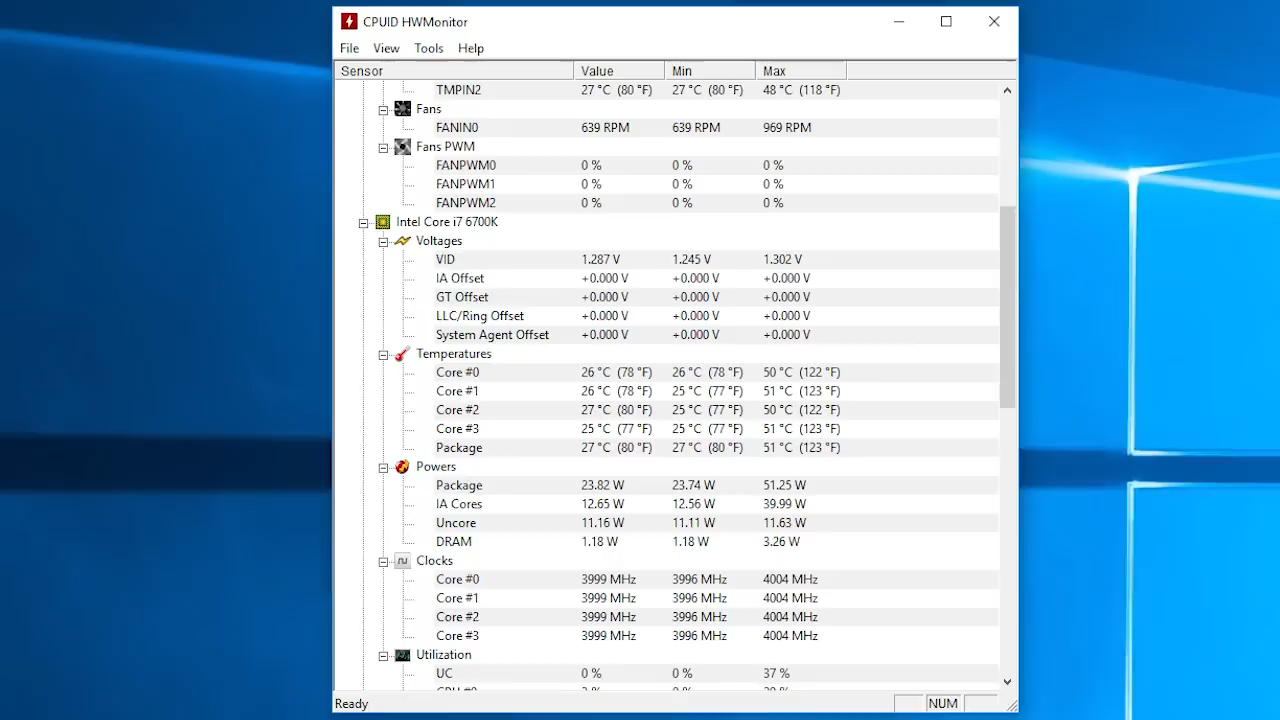 CPUID HWMonitor
File View Tools Help
Sensor Value Min Max
TMPIN2 27 °C (80 °F) 27 °C (80 °F) 48 °C (118 °F)
Fans
FANIN0 639 RPM 639 RPM 969 RPM
Fans PWM
FANPWM0 0 % 0 % 0 %
FANPWM1 0 % 0 % 0 %
FANPWM2 0 % 0 % 0 %
Intel Core i7 6700K
Voltages
VID 1.287 V 1.245 V 1.302 V
IA Offset +0.000 V +0.000 V +0.000 V
GT Offset +0.000 V +0.000 V +0.000 V
LLC/Ring Offset +0.000 V +0.000 V +0.000 V
System Agent Offset +0.000 V +0.000 V +0.000 V
Temperatures
Core #0 26 °C (78 °F) 26 °C (78 °F) 50 °C (122 °F)
Core #1 26 °C (78 °F) 25 °C (77 °F) 51 °C (123 °F)
Core #2 27 °C (80 °F) 25 °C (77 °F) 50 °C (122 °F)
Core #3 25 °C (77 °F) 25 °C (77 °F) 51 °C (123 °F)
Package 27 °C (80 °F) 27 °C (80 °F) 51 °C (123 °F)
Powers
Package 23.82 W 23.74 W 51.25 W
IA Cores 12.65 W 12.56 W 39.99 W
Uncore 11.16 W 11.11 W 11.63 W
DRAM 1.18 W 1.18 W 3.26 W
Clocks
Core #0 3999 MHz 3996 MHz 4004 MHz
Core #1 3999 MHz 3996 MHz 4004 MHz
Core #2 3999 MHz 3996 MHz 4004 MHz
Core #3 3999 MHz 3996 MHz 4004 MHz
Utilization
UC 0 % 0 % 37 %
Ready NUM